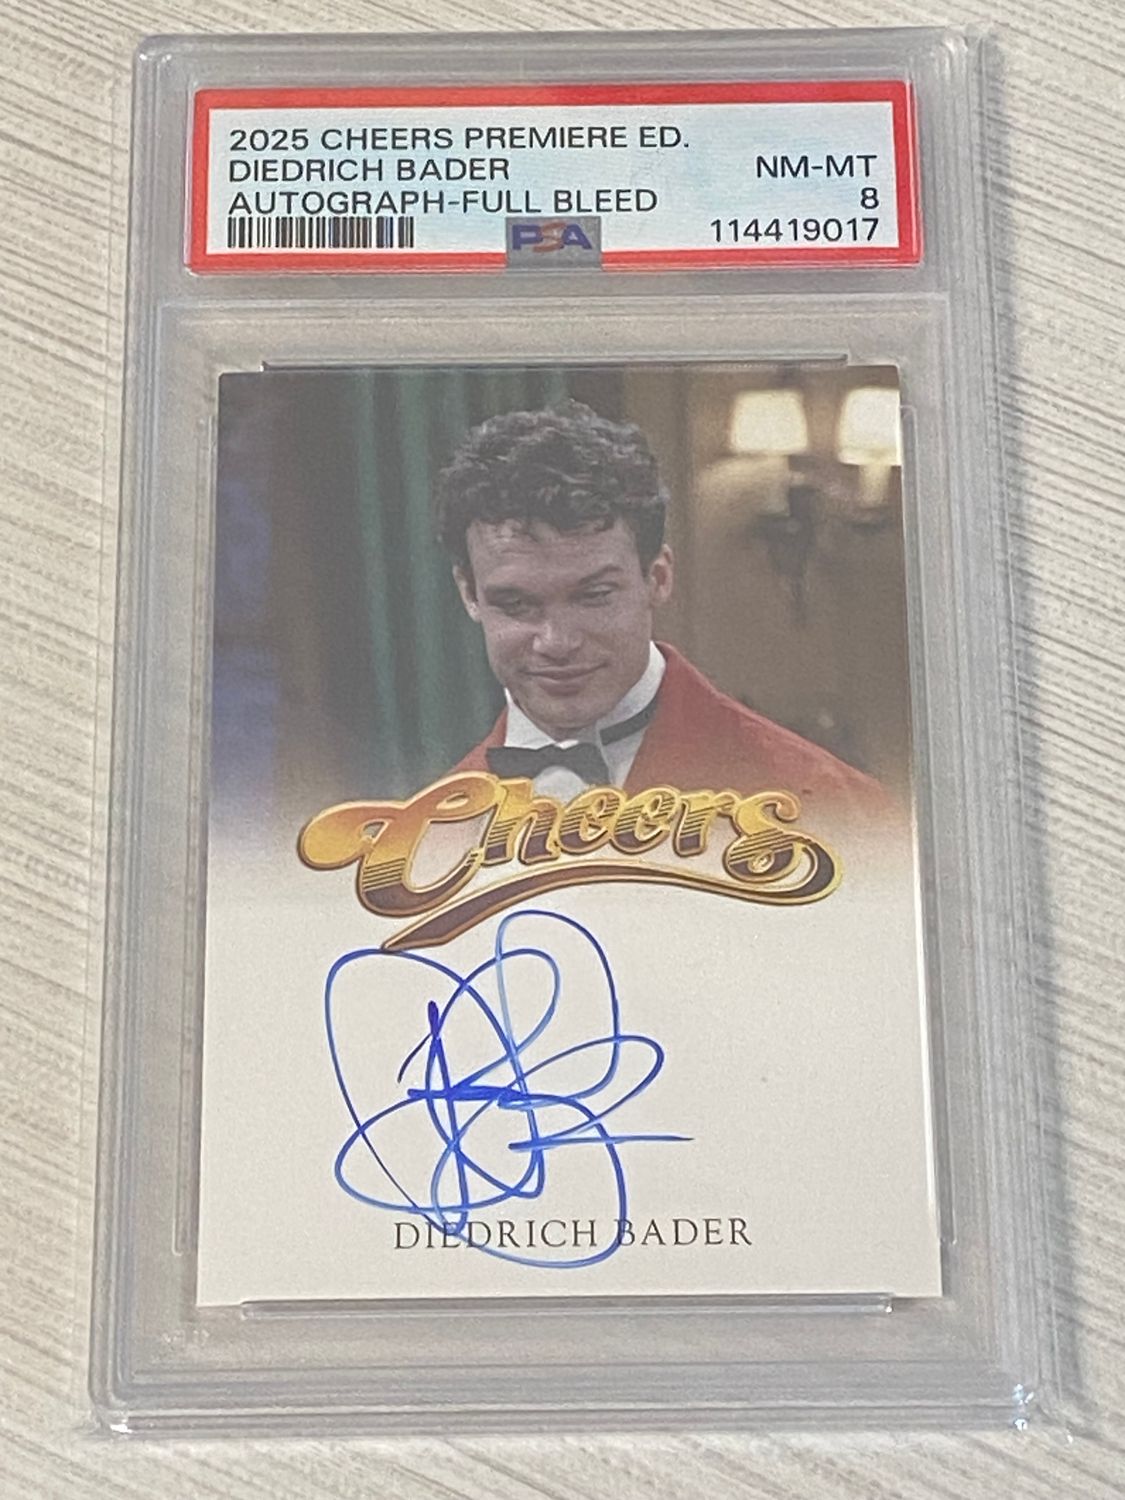 2025 CHEERS PREMIERE ED.
DIEDRICH BADER
AUTOGRAPH-FULL BLEED
NM-MT
8
114419017
PSA
Cheers
DIEDRICH BADER